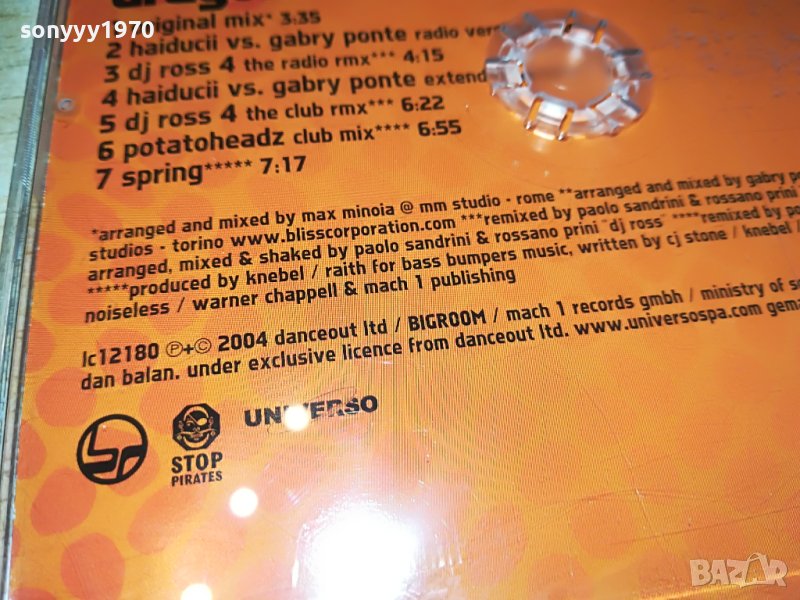 sonyyy1970
original mix* 3:35
2 haiducii vs. gabry ponte radio
3 dj ross 4 the radio rmx*** 4:15
4 haiducii vs. gabry ponte extend
5 dj ross 4 the club rmx*** 6:22
6 potatoheadz club mix**** 6:55
7 spring***** 7:17
*arranged and mixed by max minoia @ mm studio - rome **arranged and mixed by gabry
studios - torino www.blisscorporation.com ***remixed by paolo sandrini & rossano prini
arranged, mixed & shaked by paolo sandrini & rossano prini "dj ross" ****remixed by
*****produced by knebel / raith for bass bumpers music, written by cj stone / knebel /
noiseless / warner chappell & mach 1 publishing
lc12180 ℗+© 2004 danceout ltd / BIGROOM / mach 1 records gmbh / ministry of
dan balan. under exclusive licence from danceout ltd. www.universospa.com
UNIVERSO
STOP
PIRATES
BAZAR